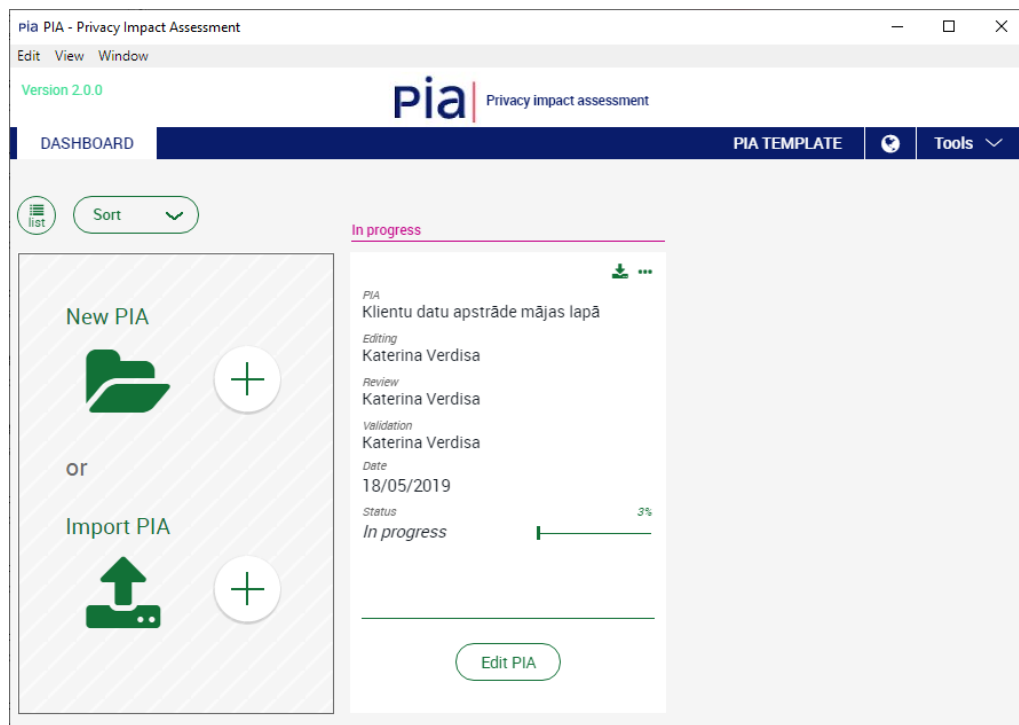 pia PIA - Privacy Impact Assessment
Edit View Window
Version 2.0.0
pia Privacy impact assessment
DASHBOARD PIA TEMPLATE Tools
list
Sort
In progress
New PIA
or
Import PIA
PIA
Klientu datu apstrāde mājas lapā
Editing
Katerina Verdisa
Review
Katerina Verdisa
Validation
Katerina Verdisa
Date
18/05/2019
Status 3%
In progress
Edit PIA